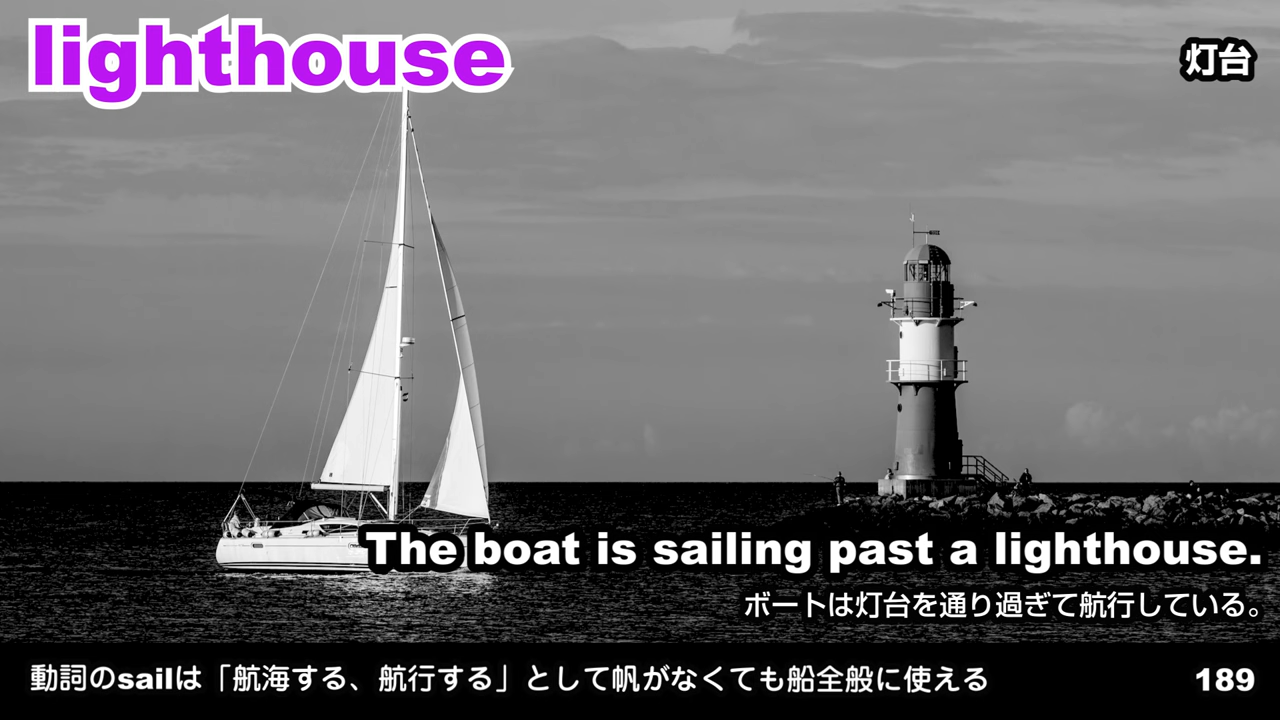 lighthouse
灯台
The boat is sailing past a lighthouse.
ボートは灯台を通り過ぎて航行している。
動詞のsailは「航海する、航行する」として帆がなくても船全般に使える
189